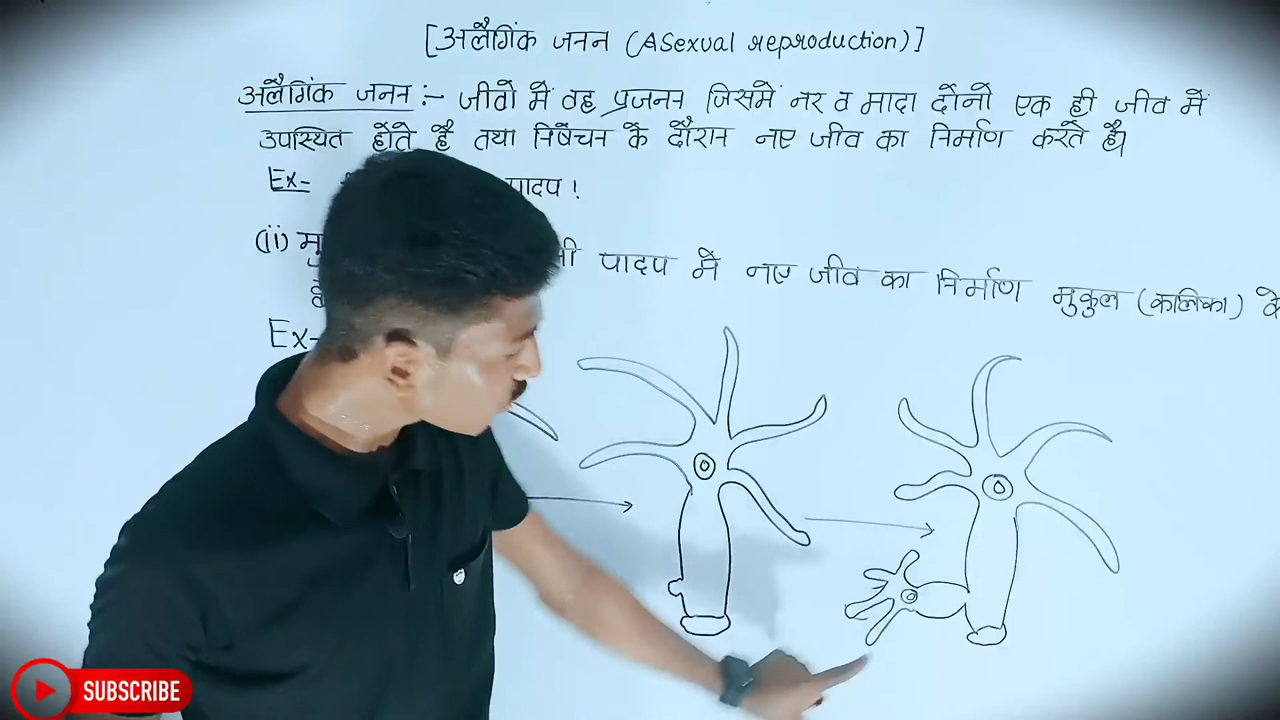 [अलैगिंक जनन (ASexual reproduction)]
अलैगिंक जनन :- जीवो में वह प्रजनन जिसमें नर व मादा दोनो एक ही जीव में
उपस्थित होते है तथा निषेचन के दौरान नए जीव का निर्माण करते है।
Ex- पादप !
(ii) पादप में नए जीव का निर्माण मुकुल (कालिका)
Ex-
SUBSCRIBE